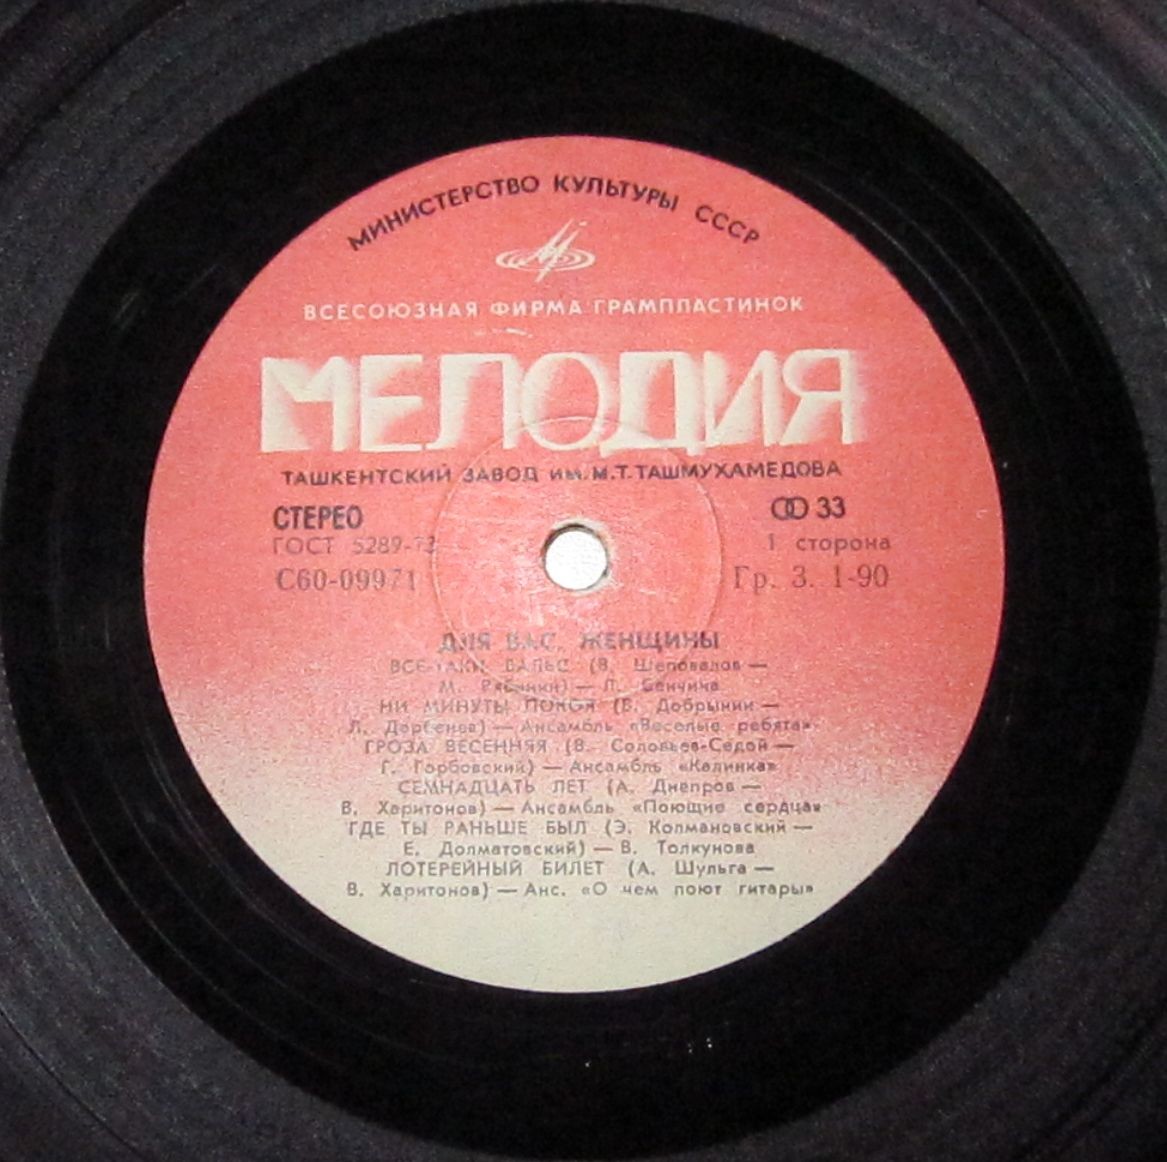 МИНИСТЕРСТВО КУЛЬТУРЫ СССР
ВСЕСОЮЗНАЯ ФИРМА ГРАМПЛАСТИНОК
МЕЛОДИЯ
ТАШКЕНТСКИЙ ЗАВОД им. М.Т. ТАШМУХАМЕДОВА
СТЕРЕО 33
ГОСТ 5289-73 1 сторона
С60-09971 Гр. 3. 1-90
ДЛЯ ВАС, ЖЕНЩИНЫ
ВСЕ-ТАКИ ВАЛЬС (В. Шеповалов —
М. Рябинин) — Л. Сенчина
НИ МИНУТЫ ПОКОЯ (В. Добрынин —
Л. Дербенев) — Ансамбль «Веселые ребята»
ГРОЗА ВЕСЕННЯЯ (В. Соловьев-Седой —
Г. Горбовский) — Ансамбль «Калинка»
СЕМНАДЦАТЬ ЛЕТ (А. Днепров —
В. Харитонов) — Ансамбль «Поющие сердца»
ГДЕ ТЫ РАНЬШЕ БЫЛ (Э. Колмановский —
Е. Долматовский) — В. Толкунова
ЛОТЕРЕЙНЫЙ БИЛЕТ (А. Шульга —
В. Харитонов) — Анс. «О чем поют гитары»